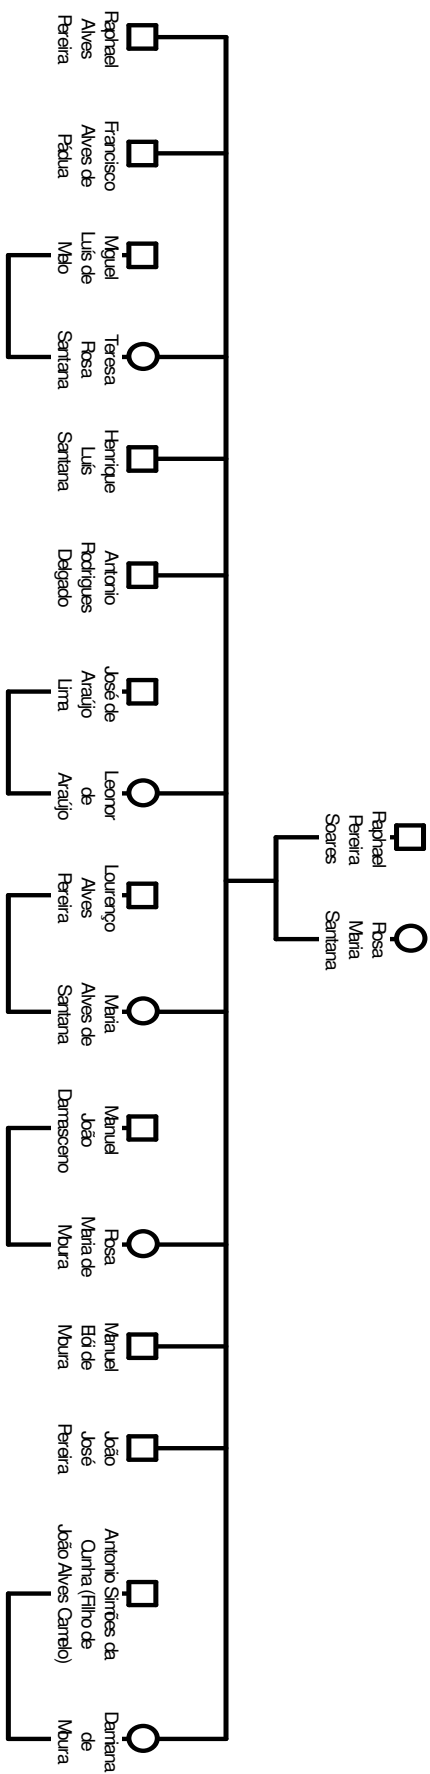 Raphael
Pereira
Soares
Rosa
Maria
Santana
Raphael
Alves
Pereira
Francisco
Alves de
Pádua
Miguel
Luís de
Melo
Teresa
Rosa
Santana
Henrique
Luís
Santana
Antonio
Rodrigues
Delgado
José de
Araújo
Lima
Leonor
de
Araújo
Lourenço
Alves
Pereira
Maria
Alves de
Santana
Manuel
João
Damasceno
Rosa
Maria de
Moura
Manuel
Elói de
Moura
João
José
Pereira
Antonio Simões da
Cunha (Filho de
João Alves Camelo)
Damiana
de
Moura